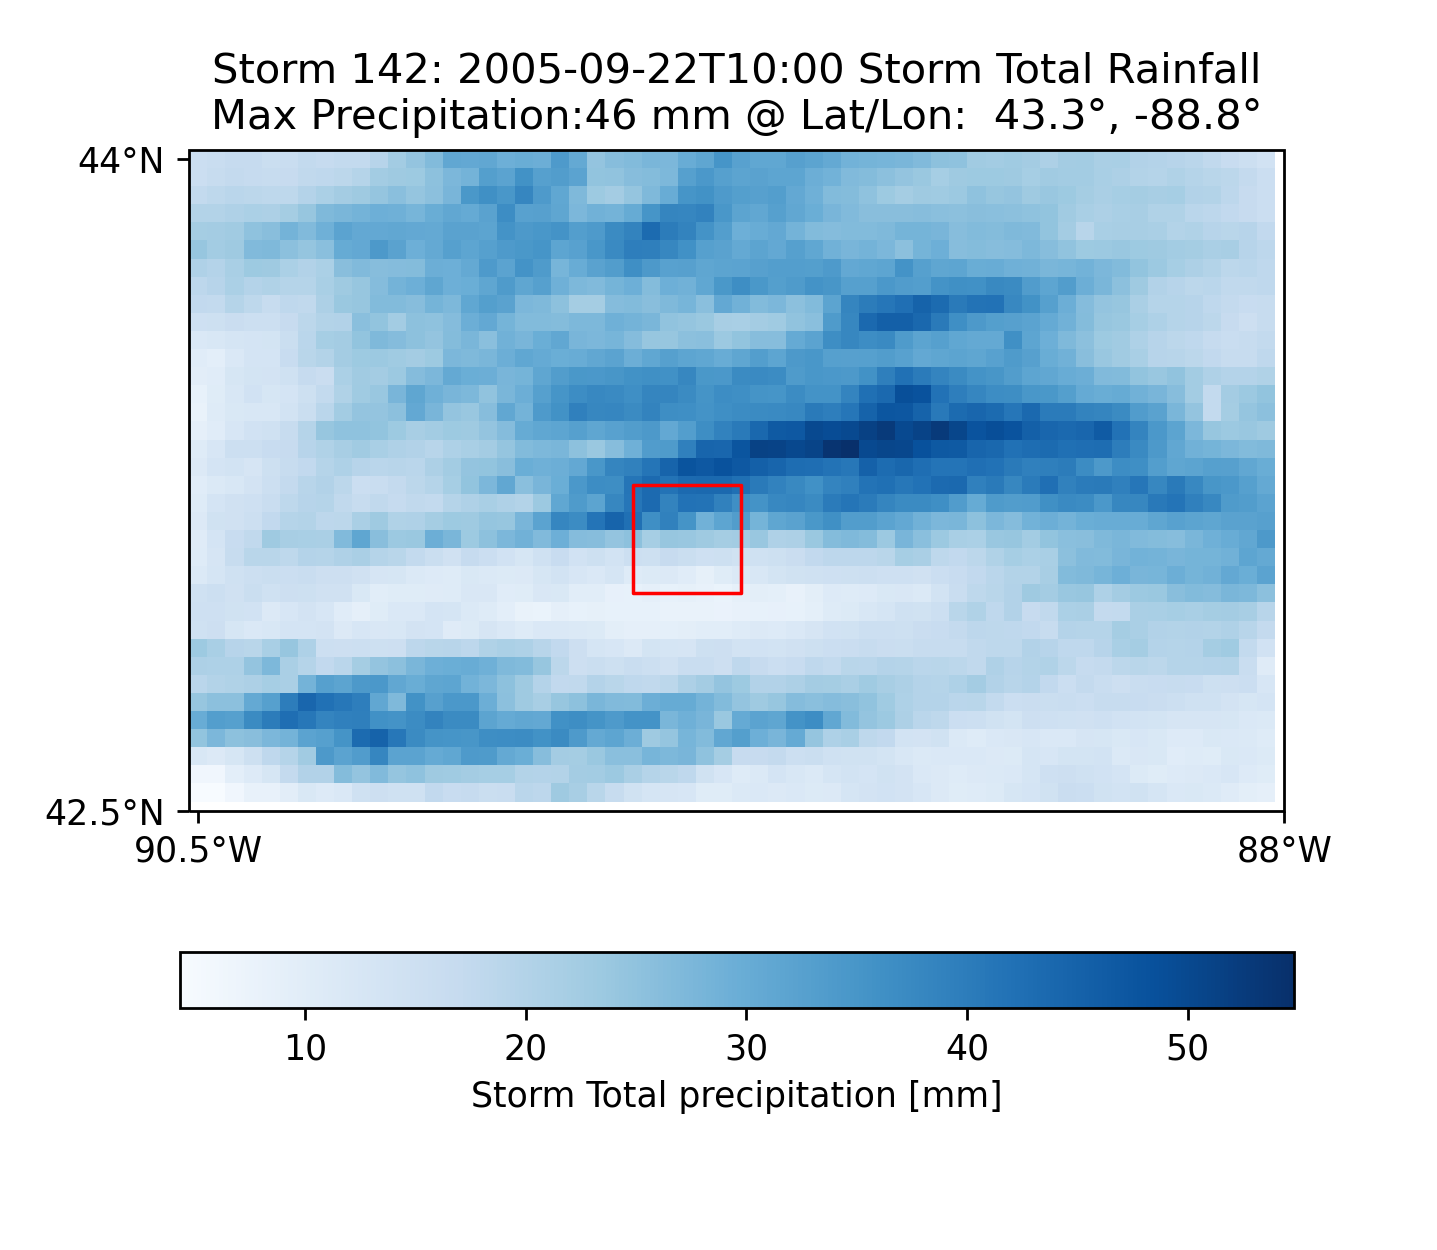 Storm 142: 2005-09-22T10:00 Storm Total Rainfall
Max Precipitation:46 mm @ Lat/Lon:  43.3°, -88.8°
44°N
42.5°N
90.5°W 88°W
10 20 30 40 50
Storm Total precipitation [mm]